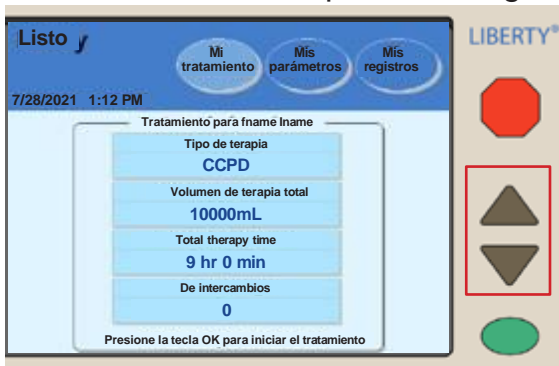 Listo
LIBERTY®
Mi tratamiento
Mis parámetros
Mis registros
7/28/2021 1:12 PM
Tratamiento para fname lname
Tipo de terapia
CCPD
Volumen de terapia total
10000mL
Total therapy time
9 hr 0 min
De intercambios
0
Presione la tecla OK para iniciar el tratamiento